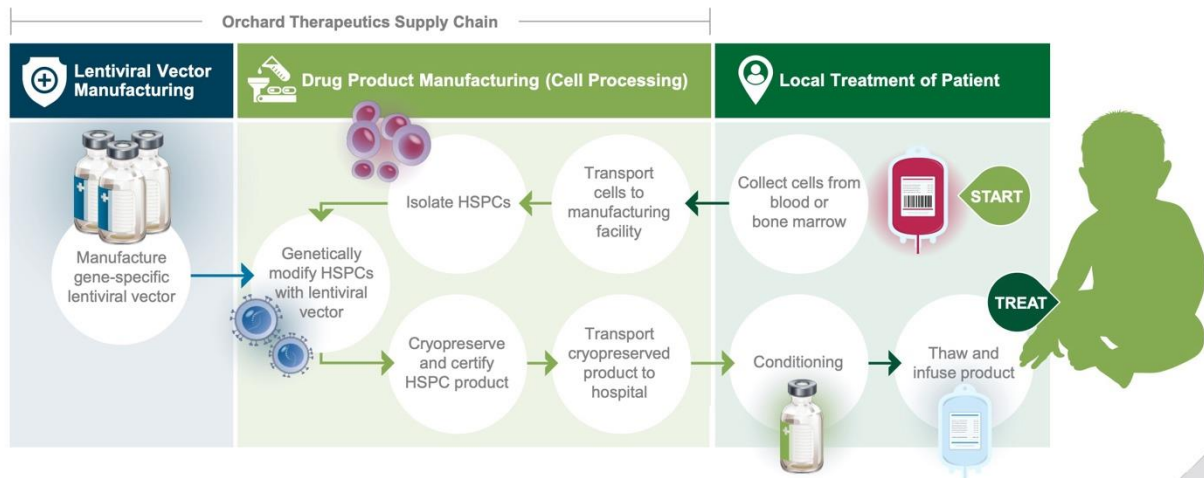 Orchard Therapeutics Supply Chain
Lentiviral Vector
Manufacturing
Drug Product Manufacturing (Cell Processing)
Local Treatment of Patient
Isolate HSPCs
Transport
cells to
manufacturing
facility
Collect cells from
blood or
bone marrow
START
Manufacture
gene-specific
lentiviral vector
Genetically
modify HSPCs
with lentiviral
vector
TREAT
Cryopreserve
and certify
HSPC product
Transport
cryopreserved
product to
hospital
Conditioning
Thaw and
infuse product